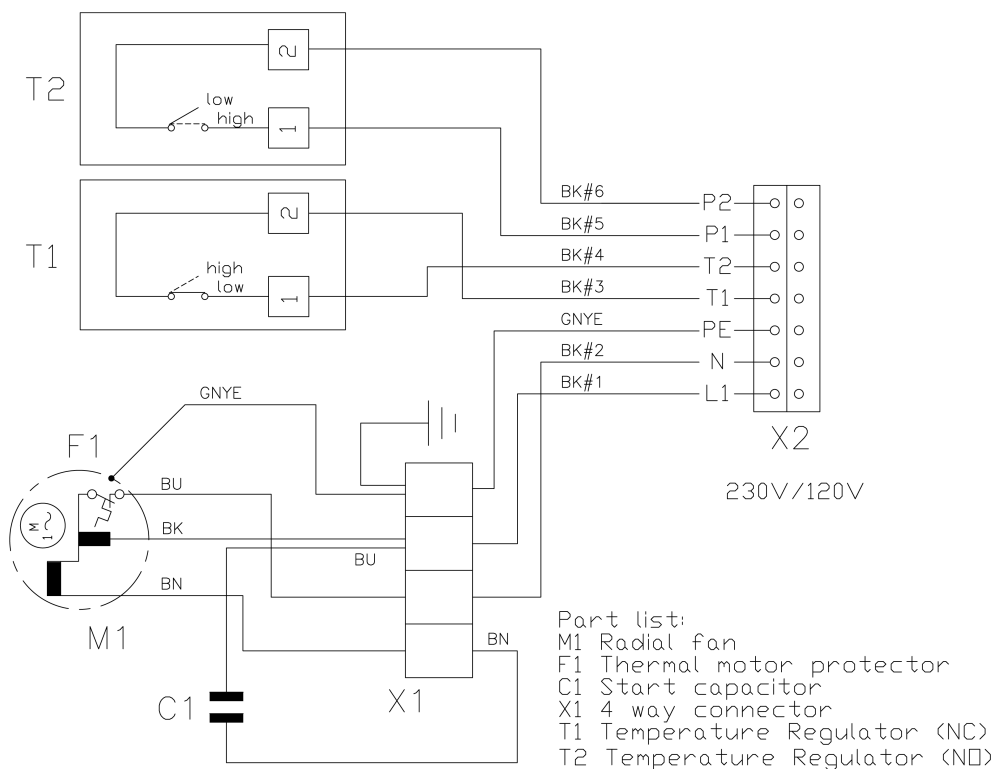 2
T2
low
high
1
BK#6
P2
BK#5
P1
2
BK#4
T2
T1
high
low
1
BK#3
T1
GNYE
PE
BK#2
N
BK#1
L1
GNYE
X2
F1
BU
230V/120V
M
1~
BK
BU
BN
M1
BN
C1
X1
Part list:
M1 Radial fan
F1 Thermal motor protector
C1 Start capacitor
X1 4 way connector
T1 Temperature Regulator (NC)
T2 Temperature Regulator (NO)